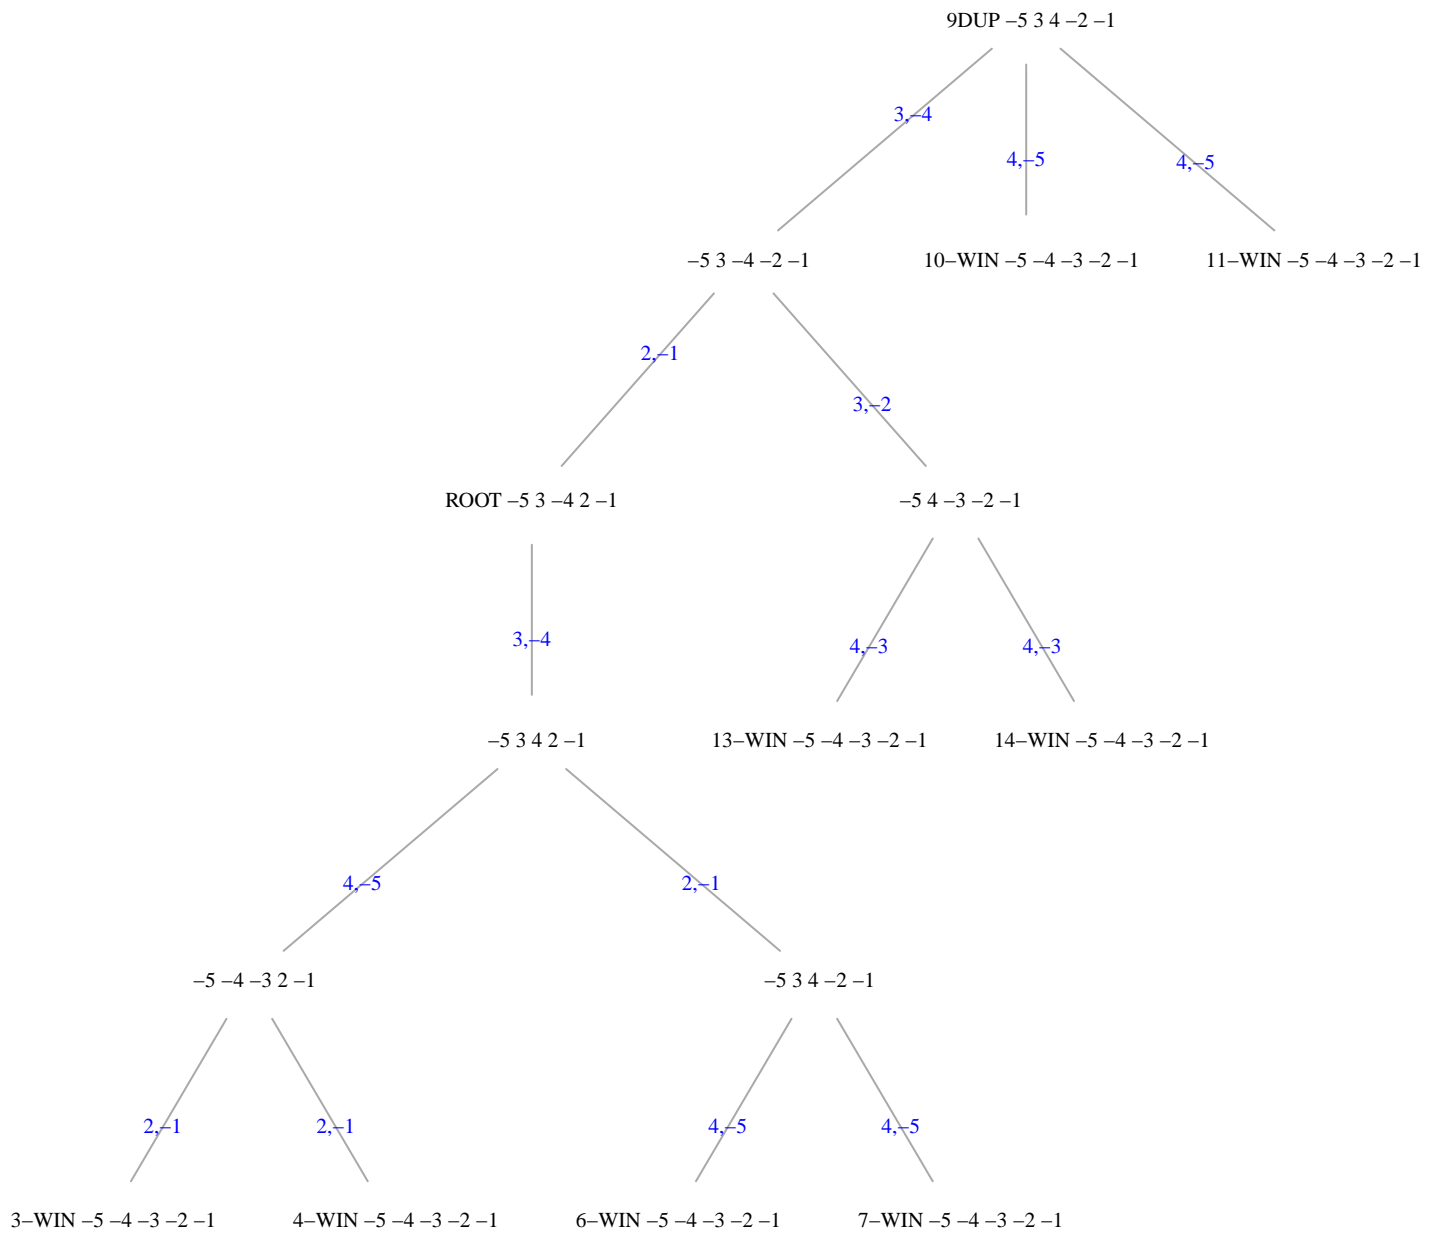 9DUP –5 3 4 –2 –1
3,–4
4,–5
4,–5
–5 3 –4 –2 –1
10–WIN –5 –4 –3 –2 –1
11–WIN –5 –4 –3 –2 –1
2,–1
3,–2
ROOT –5 3 –4 2 –1
–5 4 –3 –2 –1
3,–4
4,–3
4,–3
–5 3 4 2 –1
13–WIN –5 –4 –3 –2 –1
14–WIN –5 –4 –3 –2 –1
4,–5
2,–1
–5 –4 –3 2 –1
–5 3 4 –2 –1
2,–1
2,–1
4,–5
4,–5
3–WIN –5 –4 –3 –2 –1
4–WIN –5 –4 –3 –2 –1
6–WIN –5 –4 –3 –2 –1
7–WIN –5 –4 –3 –2 –1